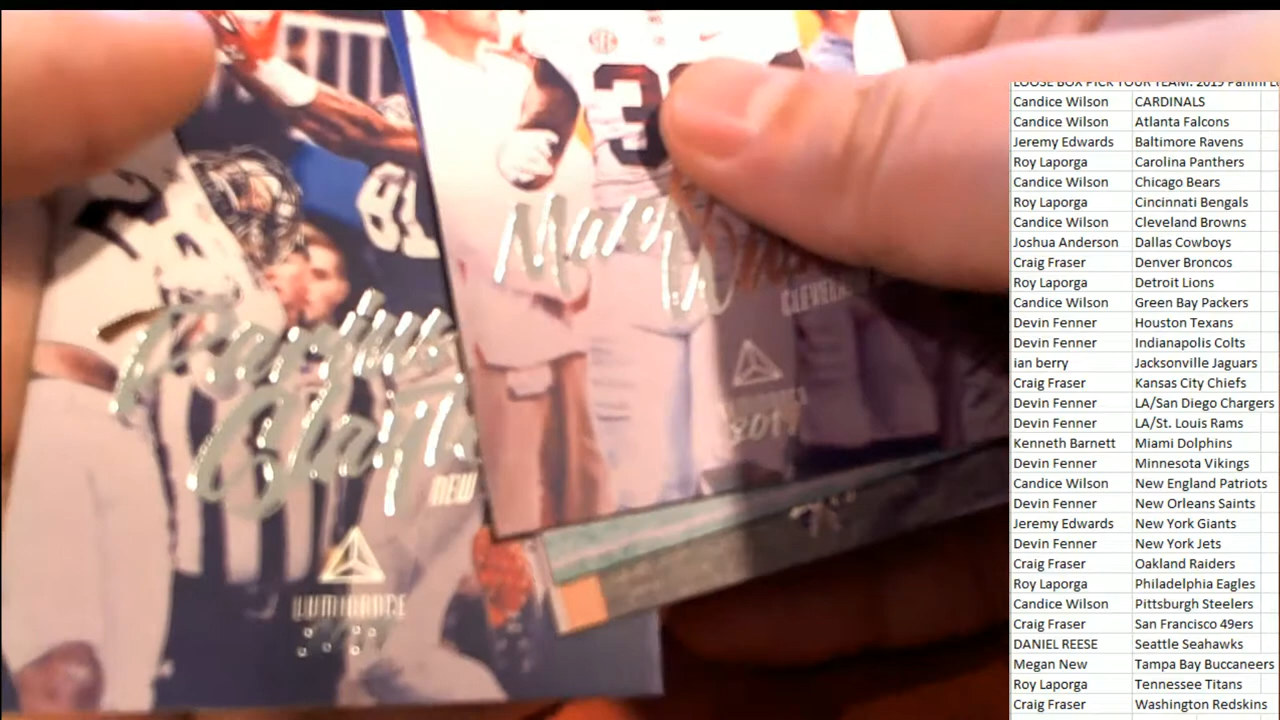 LOOSE BOX PICK YOUR TEAM: 2019 Panini
Candice Wilson CARDINALS
Candice Wilson Atlanta Falcons
Jeremy Edwards Baltimore Ravens
Roy Laporga Carolina Panthers
Candice Wilson Chicago Bears
Roy Laporga Cincinnati Bengals
Candice Wilson Cleveland Browns
Joshua Anderson Dallas Cowboys
Craig Fraser Denver Broncos
Roy Laporga Detroit Lions
Candice Wilson Green Bay Packers
Devin Fenner Houston Texans
Devin Fenner Indianapolis Colts
ian berry Jacksonville Jaguars
Craig Fraser Kansas City Chiefs
Devin Fenner LA/San Diego Chargers
Devin Fenner LA/St. Louis Rams
Kenneth Barnett Miami Dolphins
Devin Fenner Minnesota Vikings
Candice Wilson New England Patriots
Devin Fenner New Orleans Saints
Jeremy Edwards New York Giants
Devin Fenner New York Jets
Craig Fraser Oakland Raiders
Roy Laporga Philadelphia Eagles
Candice Wilson Pittsburgh Steelers
Craig Fraser San Francisco 49ers
DANIEL REESE Seattle Seahawks
Megan New Tampa Bay Buccaneers
Roy Laporga Tennessee Titans
Craig Fraser Washington Redskins
SEC
81
NEW
LUMINANCE
2019